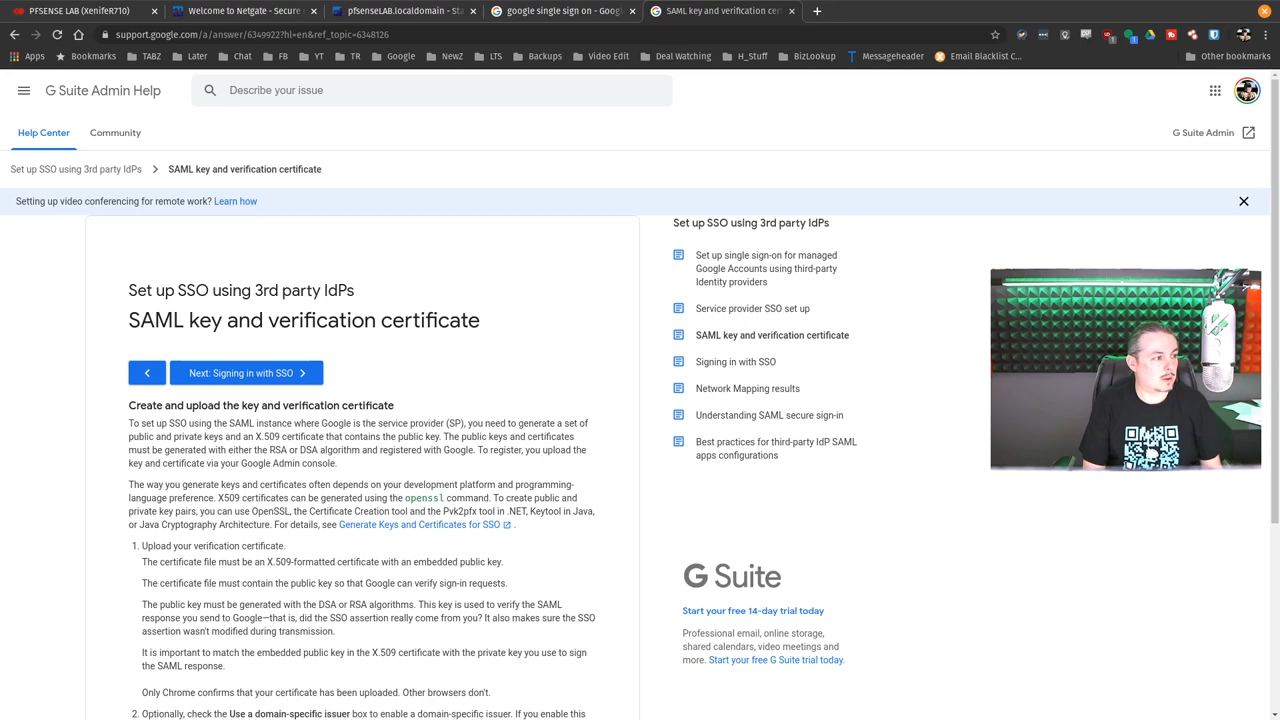 PFSENSE LAB (XenifeR710)
Welcome to Netgate - Secure
pfsenseLAB.localdomain - Sta
google single sign on - Google
SAML key and verification cert
support.google.com/a/answer/6349922?hl=en&ref_topic=6348126
Apps
Bookmarks
TABZ
Later
Chat
FB
YT
TR
Google
NewZ
LTS
Backups
Video Edit
Deal Watching
H_Stuff
BizLookup
Messageheader
Email Blacklist C...
Other bookmarks
G Suite Admin Help
Describe your issue
Help Center
Community
G Suite Admin
Set up SSO using 3rd party IdPs
SAML key and verification certificate
Setting up video conferencing for remote work? Learn how
Set up SSO using 3rd party IdPs
SAML key and verification certificate
Next: Signing in with SSO
Create and upload the key and verification certificate
To set up SSO using the SAML instance where Google is the service provider (SP), you need to generate a set of
public and private keys and an X.509 certificate that contains the public key. The public keys and certificates
must be generated with either the RSA or DSA algorithm and registered with Google. To register, you upload the
key and certificate via your Google Admin console.
The way you generate keys and certificates often depends on your development platform and programming-
language preference. X509 certificates can be generated using the openssl command. To create public and
private key pairs, you can use OpenSSL, the Certificate Creation tool and the Pvk2pfx tool in .NET, Keytool in Java,
or Java Cryptography Architecture. For details, see Generate Keys and Certificates for SSO .
1. Upload your verification certificate.
The certificate file must be an X.509-formatted certificate with an embedded public key.
The certificate file must contain the public key so that Google can verify sign-in requests.
The public key must be generated with the DSA or RSA algorithms. This key is used to verify the SAML
response you send to Google—that is, did the SSO assertion really come from you? It also makes sure the SSO
assertion wasn't modified during transmission.
It is important to match the embedded public key in the X.509 certificate with the private key you use to sign
the SAML response.
Only Chrome confirms that your certificate has been uploaded. Other browsers don't.
2. Optionally, check the Use a domain-specific issuer box to enable a domain-specific issuer. If you enable this
Set up SSO using 3rd party IdPs
Set up single sign-on for managed
Google Accounts using third-party
Identity providers
Service provider SSO set up
SAML key and verification certificate
Signing in with SSO
Network Mapping results
Understanding SAML secure sign-in
Best practices for third-party IdP SAML
apps configurations
G Suite
Start your free 14-day trial today
Professional email, online storage,
shared calendars, video meetings and
more. Start your free G Suite trial today.